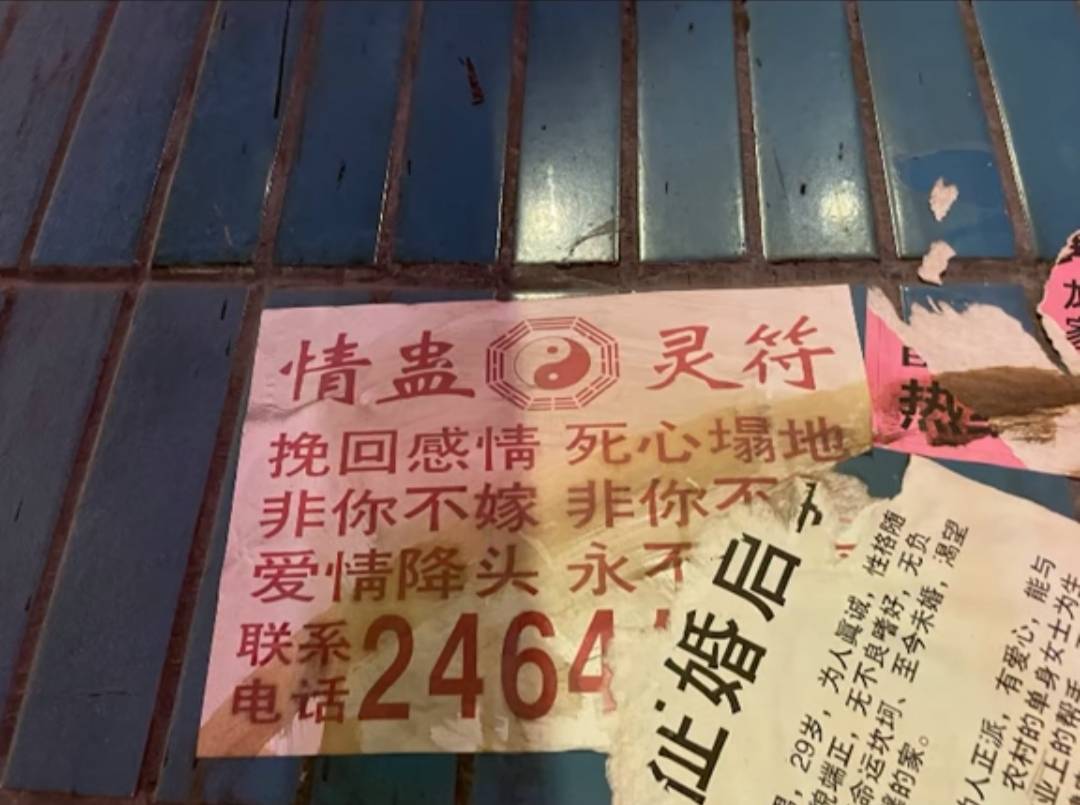 情蛊 灵符
挽回感情 死心塌地
非你不嫁 非你不
爱情降头 永不
联系
电话 2464
热
征婚启
29岁，为人真诚，性格随
貌端正，无不良嗜好，无负
命运坎坷、至今未婚，渴望
的家。
人正派，有爱心，能与
农村的单身女士为生
业上的帮手